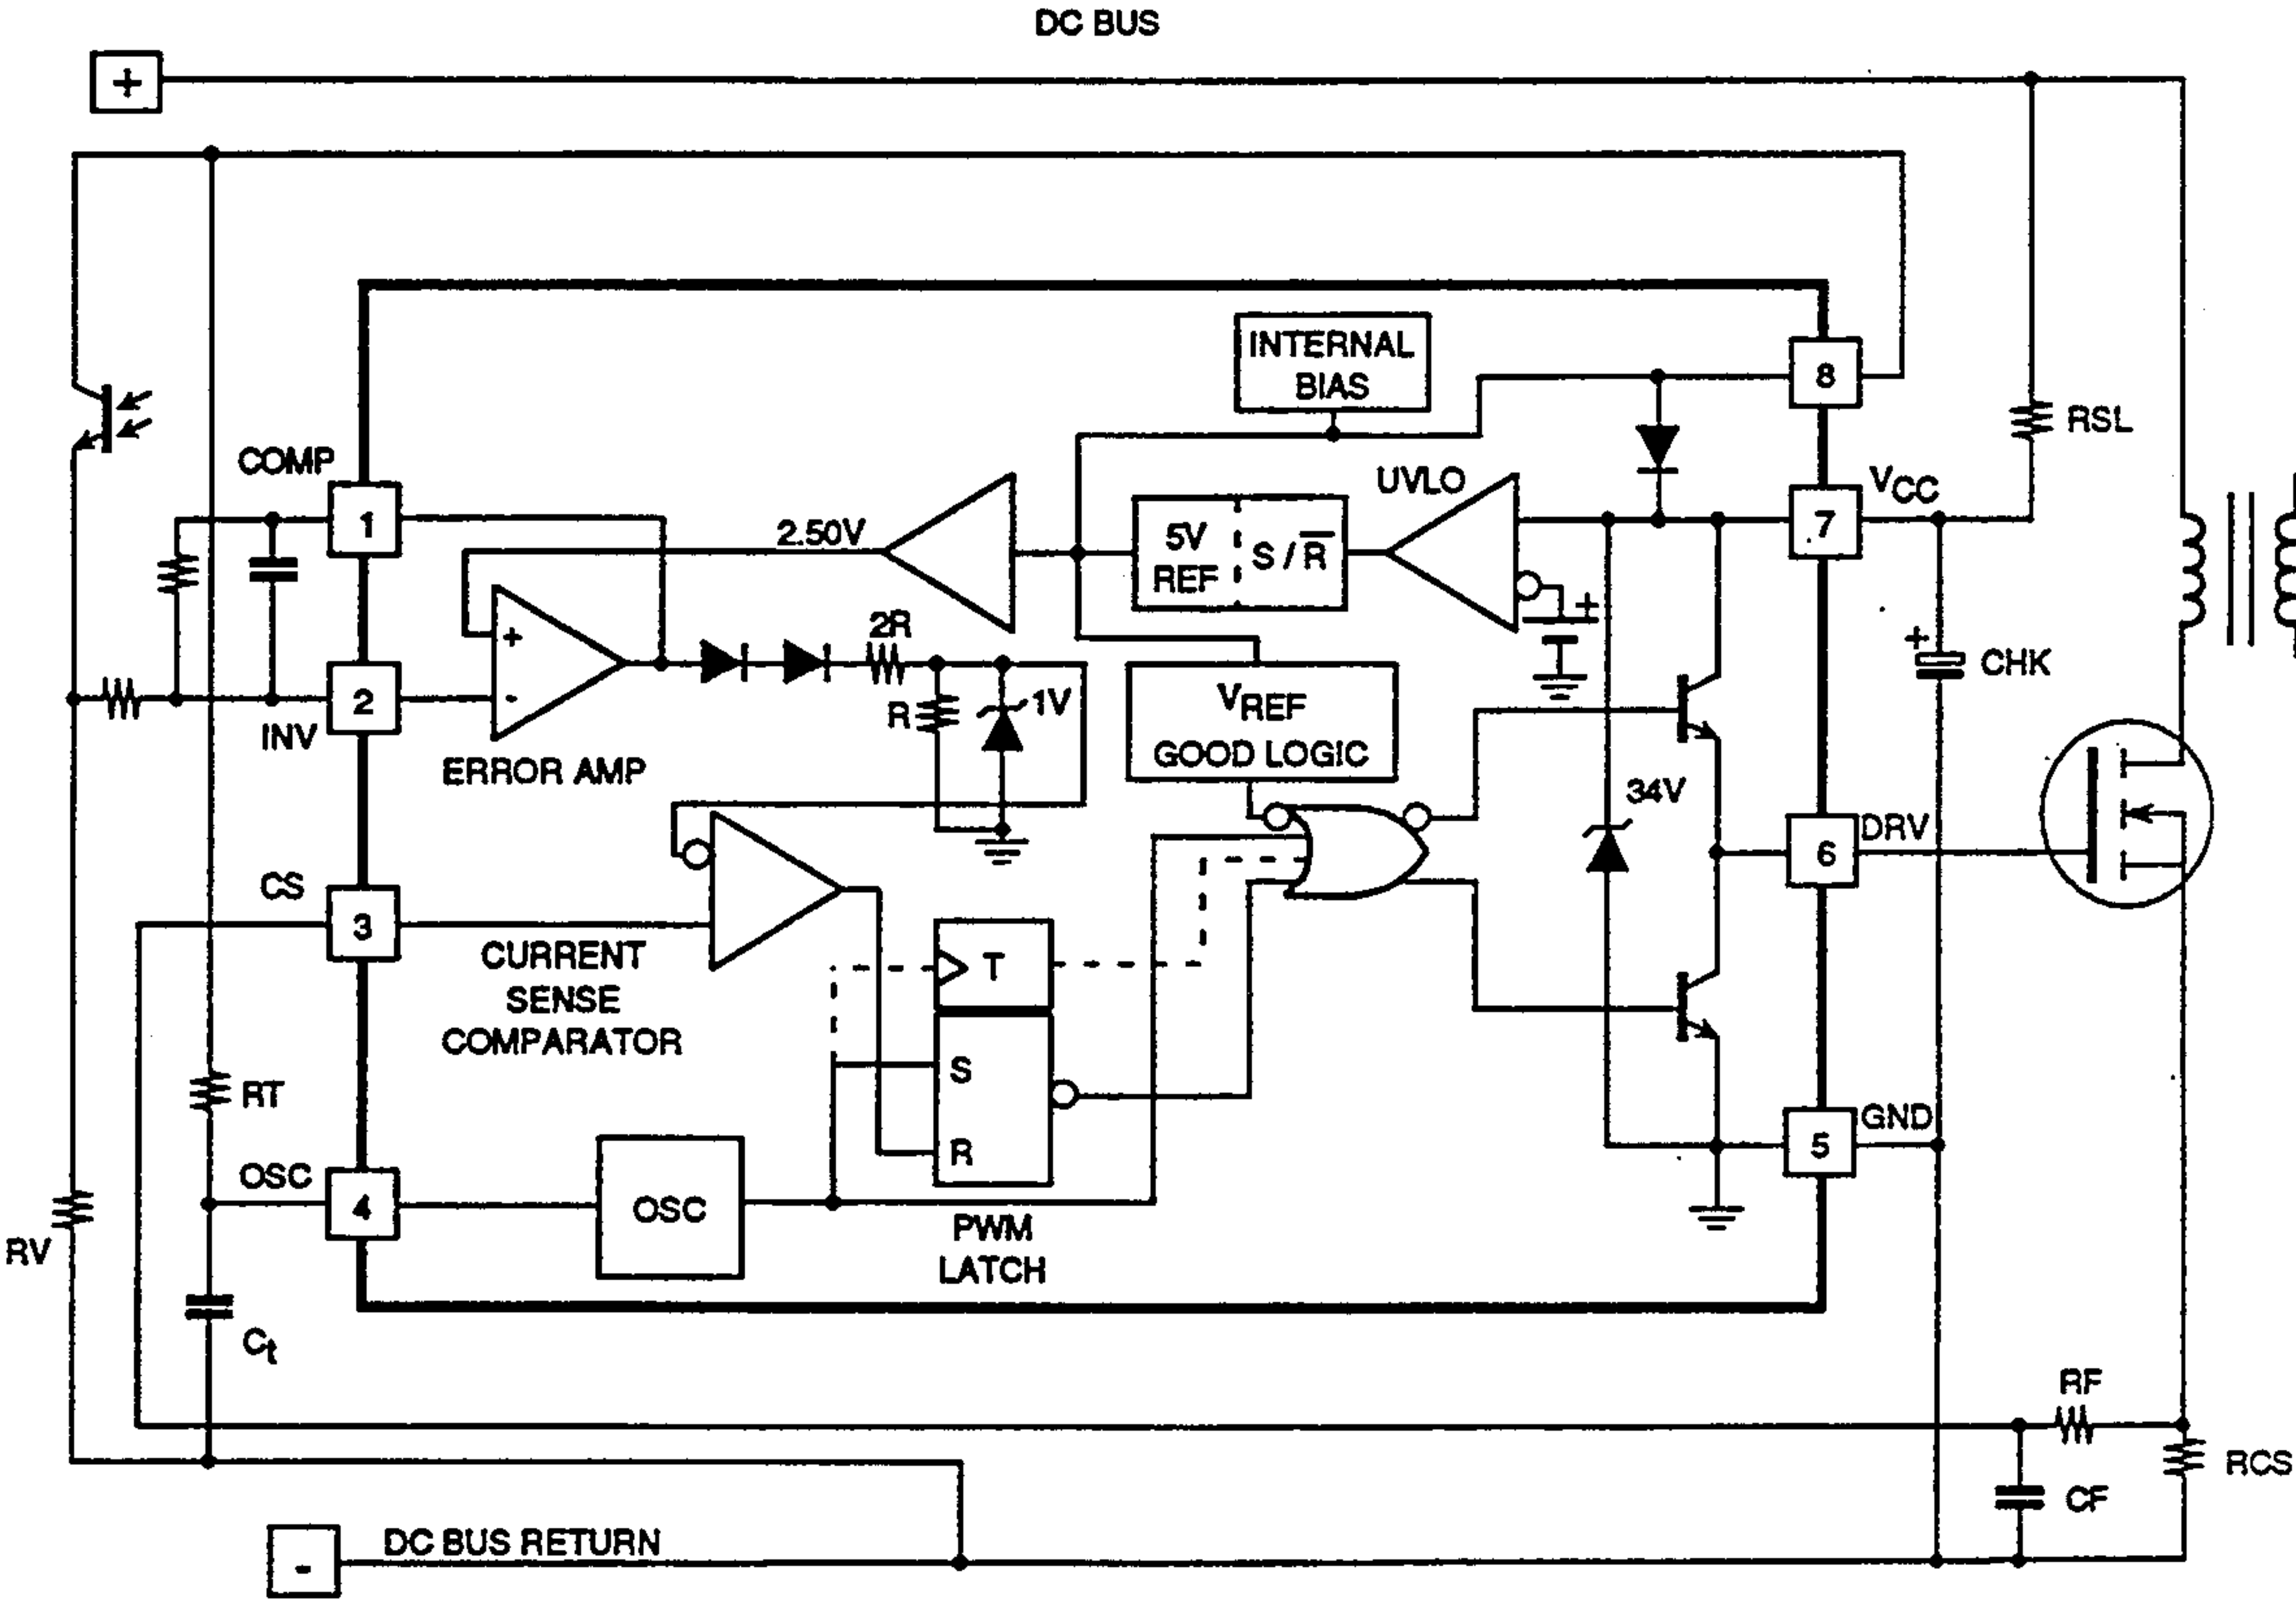 DC BUS
+
INTERNAL
BIAS
8
RSL
COMP
1
2.50V
5V
REF
S / R̅
UVLO
+
7
VCC
2R
+
-
R
1V
2
INV
ERROR AMP
VREF
GOOD LOGIC
+
CHK
34V
6
DRV
CS
3
CURRENT
SENSE
COMPARATOR
T
S
R
RT
OSC
4
OSC
PWM
LATCH
5
GND
RV
Ct
RF
RCS
CF
DC BUS RETURN
-